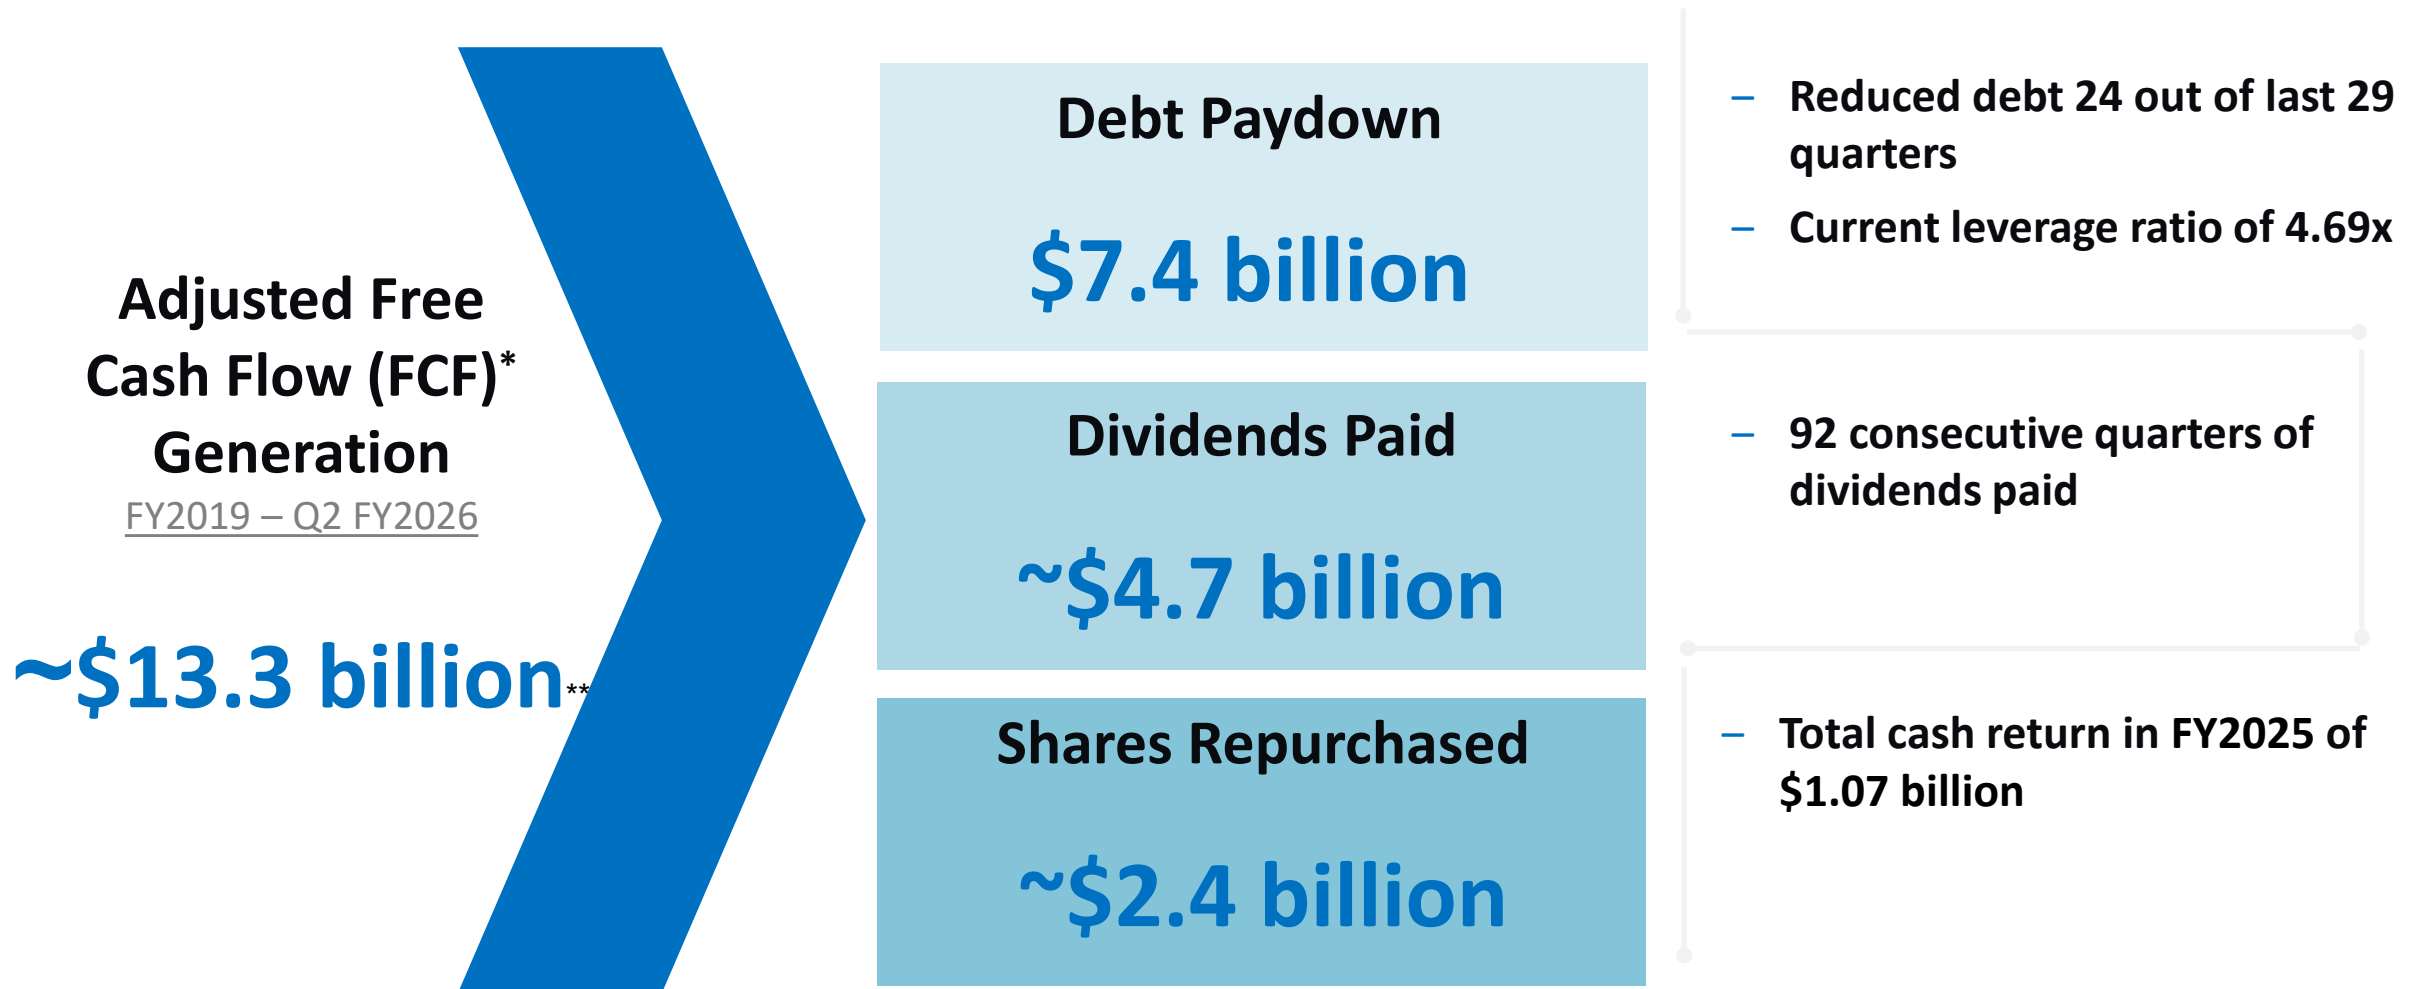 Adjusted Free
Cash Flow (FCF)*
Generation
FY2019 – Q2 FY2026
~$13.3 billion**
Debt Paydown
$7.4 billion
– Reduced debt 24 out of last 29
quarters
– Current leverage ratio of 4.69x
Dividends Paid
~$4.7 billion
– 92 consecutive quarters of
dividends paid
Shares Repurchased
~$2.4 billion
– Total cash return in FY2025 of
$1.07 billion